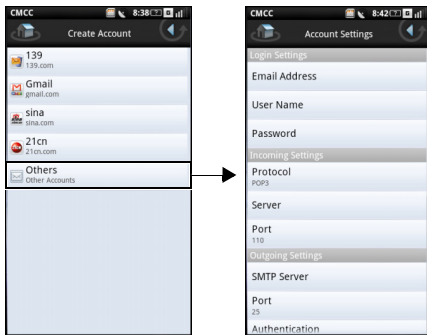 CMCC 8:38
Create Account
139
139.com
Gmail
gmail.com
sina
sina.com
21cn
21cn.com
Others
Other Accounts
CMCC 8:42
Account Settings
Login Settings
Email Address
User Name
Password
Incoming Settings
Protocol
POP3
Server
Port
110
Outgoing Settings
SMTP Server
Port
25
Authentication